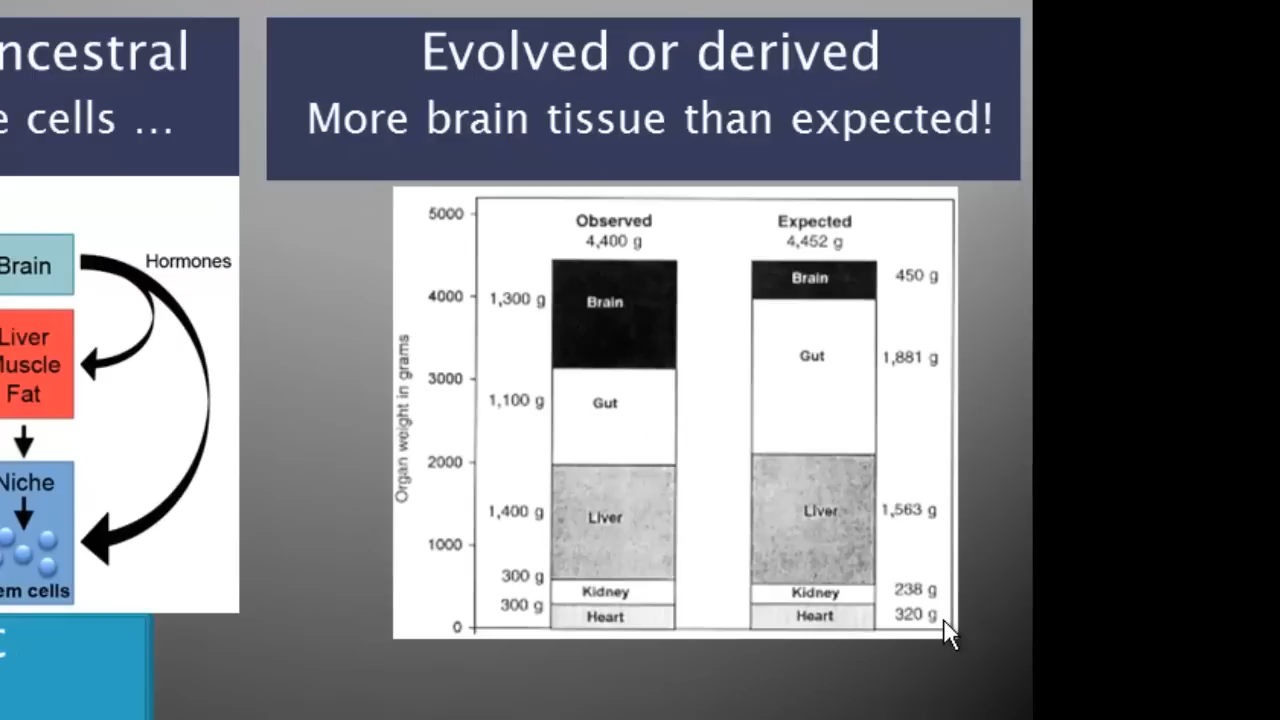 ncestral
e cells ...
Brain
Hormones
Liver
Muscle
Fat
Niche
em cells
Evolved or derived
More brain tissue than expected!
Organ weight in grams
5000
4000
3000
2000
1000
0
Observed
4,400 g
1,300 g Brain
1,100 g Gut
1,400 g Liver
300 g Kidney
300 g Heart
Expected
4,452 g
Brain 450 g
Gut 1,881 g
Liver 1,563 g
Kidney 238 g
Heart 320 g